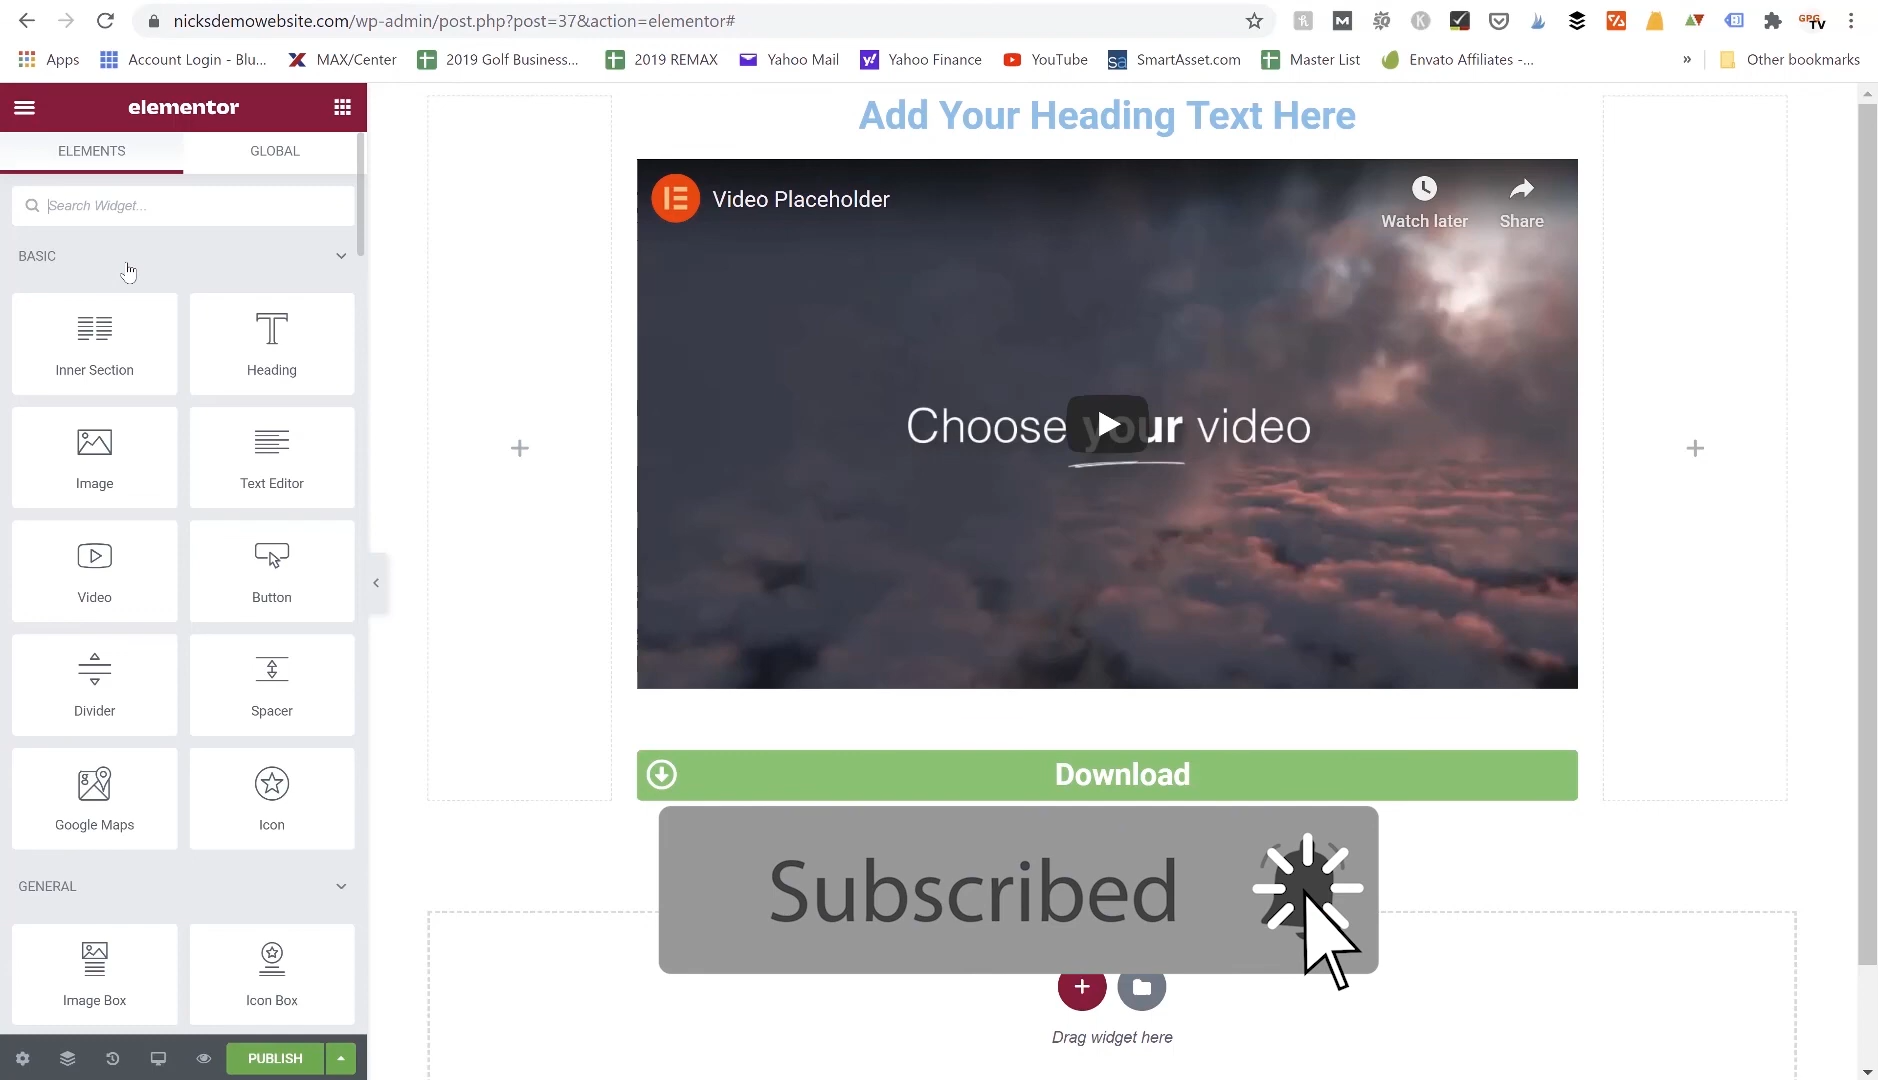 nicksdemowebsite.com/wp-admin/post.php?post=37&action=elementor#
GPG
TV
Apps
Account Login - Blu...
MAX/Center
2019 Golf Business...
2019 REMAX
Yahoo Mail
Yahoo Finance
YouTube
SmartAsset.com
Master List
Envato Affiliates -...
»
Other bookmarks
elementor
ELEMENTS
GLOBAL
Search Widget...
BASIC
Inner Section
Heading
Image
Text Editor
Video
Button
Divider
Spacer
Google Maps
Icon
GENERAL
Image Box
Icon Box
PUBLISH
Add Your Heading Text Here
Video Placeholder
Watch later
Share
Choose your video
Download
Subscribed
Drag widget here